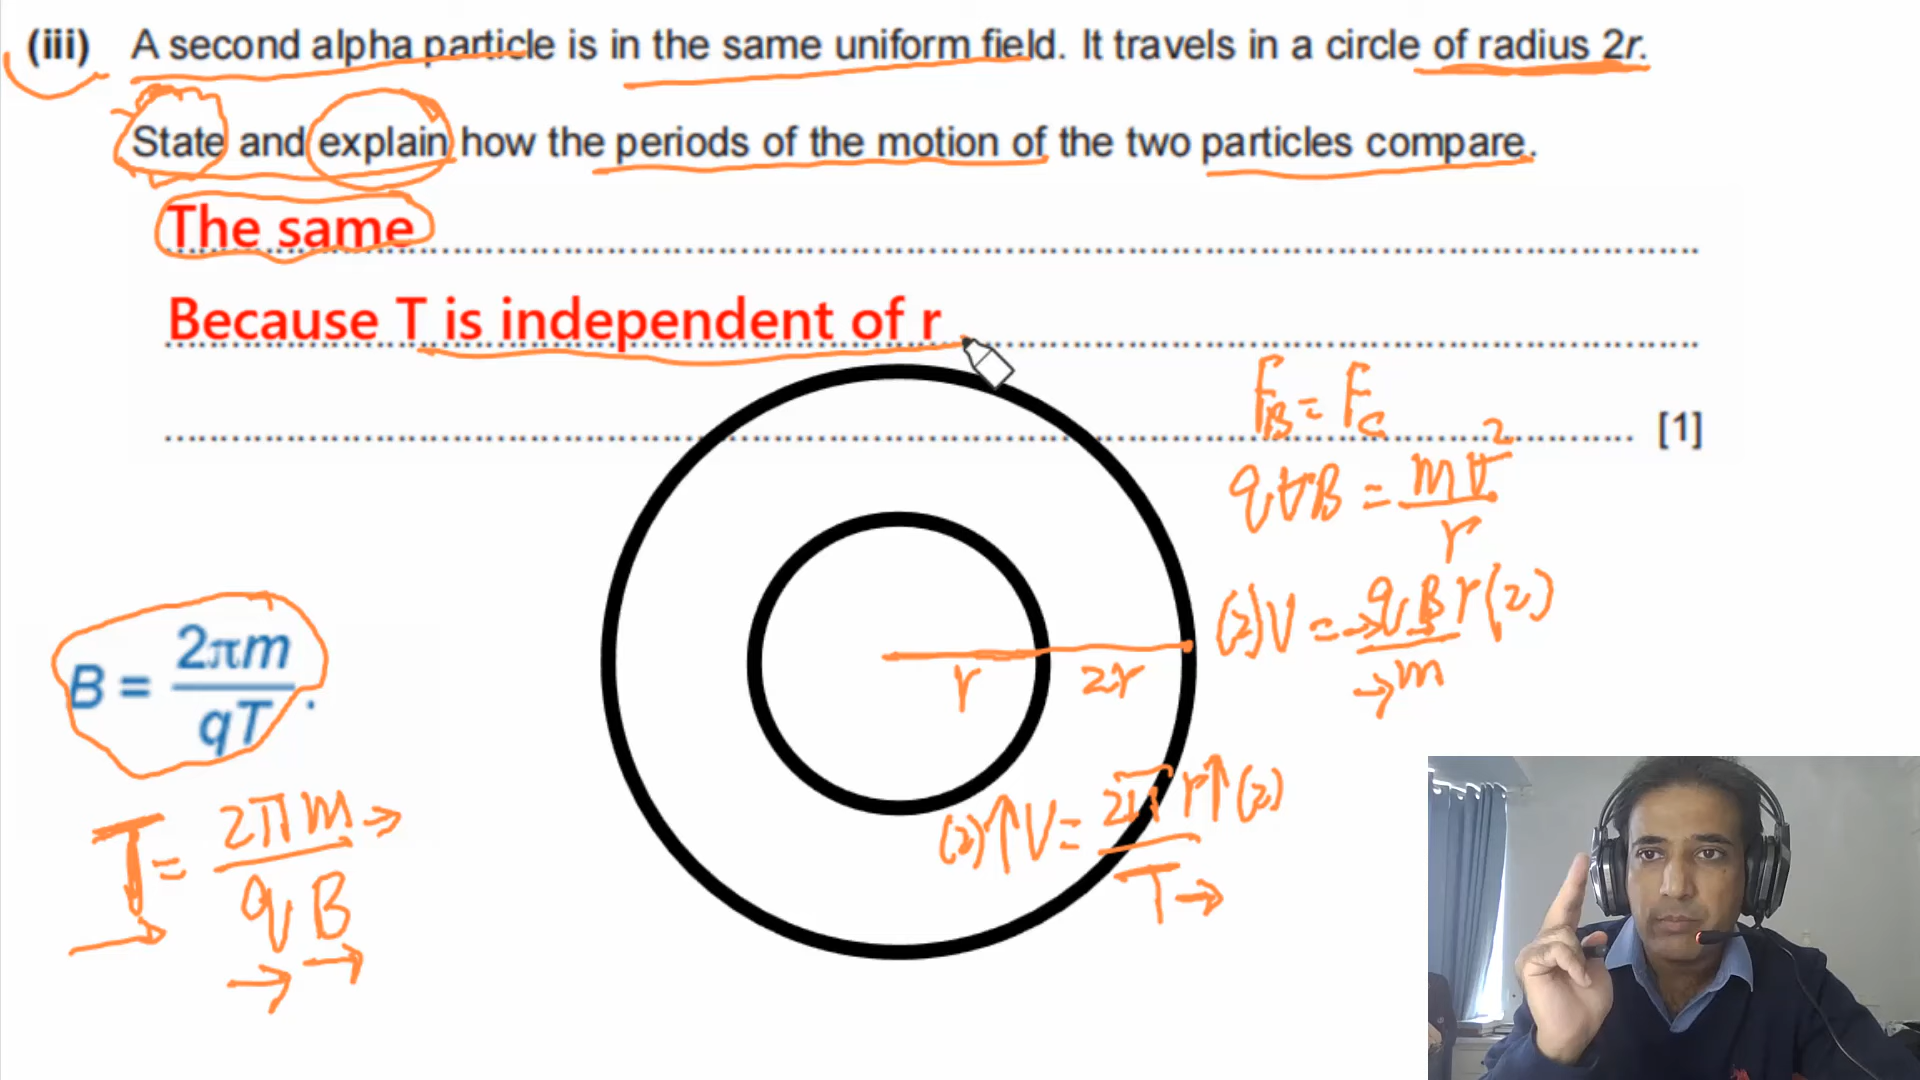 (iii) A second alpha particle is in the same uniform field. It travels in a circle of radius 2r.
State and explain how the periods of the motion of the two particles compare.
The same
Because T is independent of r
[1]
F_B = F_c
qvB = mv²/r
(2)V = qBr(2)/m
r 2r
B = 2πm/qT.
(2)↑V = 2πr↑(2)/T→
T = 2πm→/qB